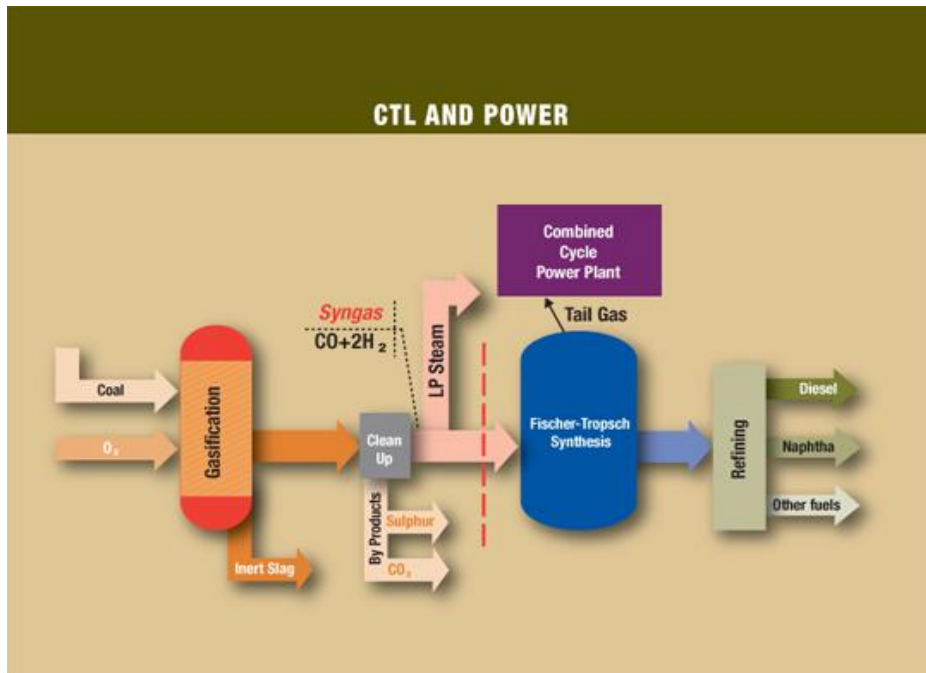 CTL AND POWER
Combined
Cycle
Power Plant
Syngas
CO+2H₂
LP Steam
Tail Gas
Coal
O₂
Gasification
Clean
Up
Fischer-Tropsch
Synthesis
Refining
Diesel
Naphtha
Other fuels
By Products
Sulphur
CO₂
Inert Slag